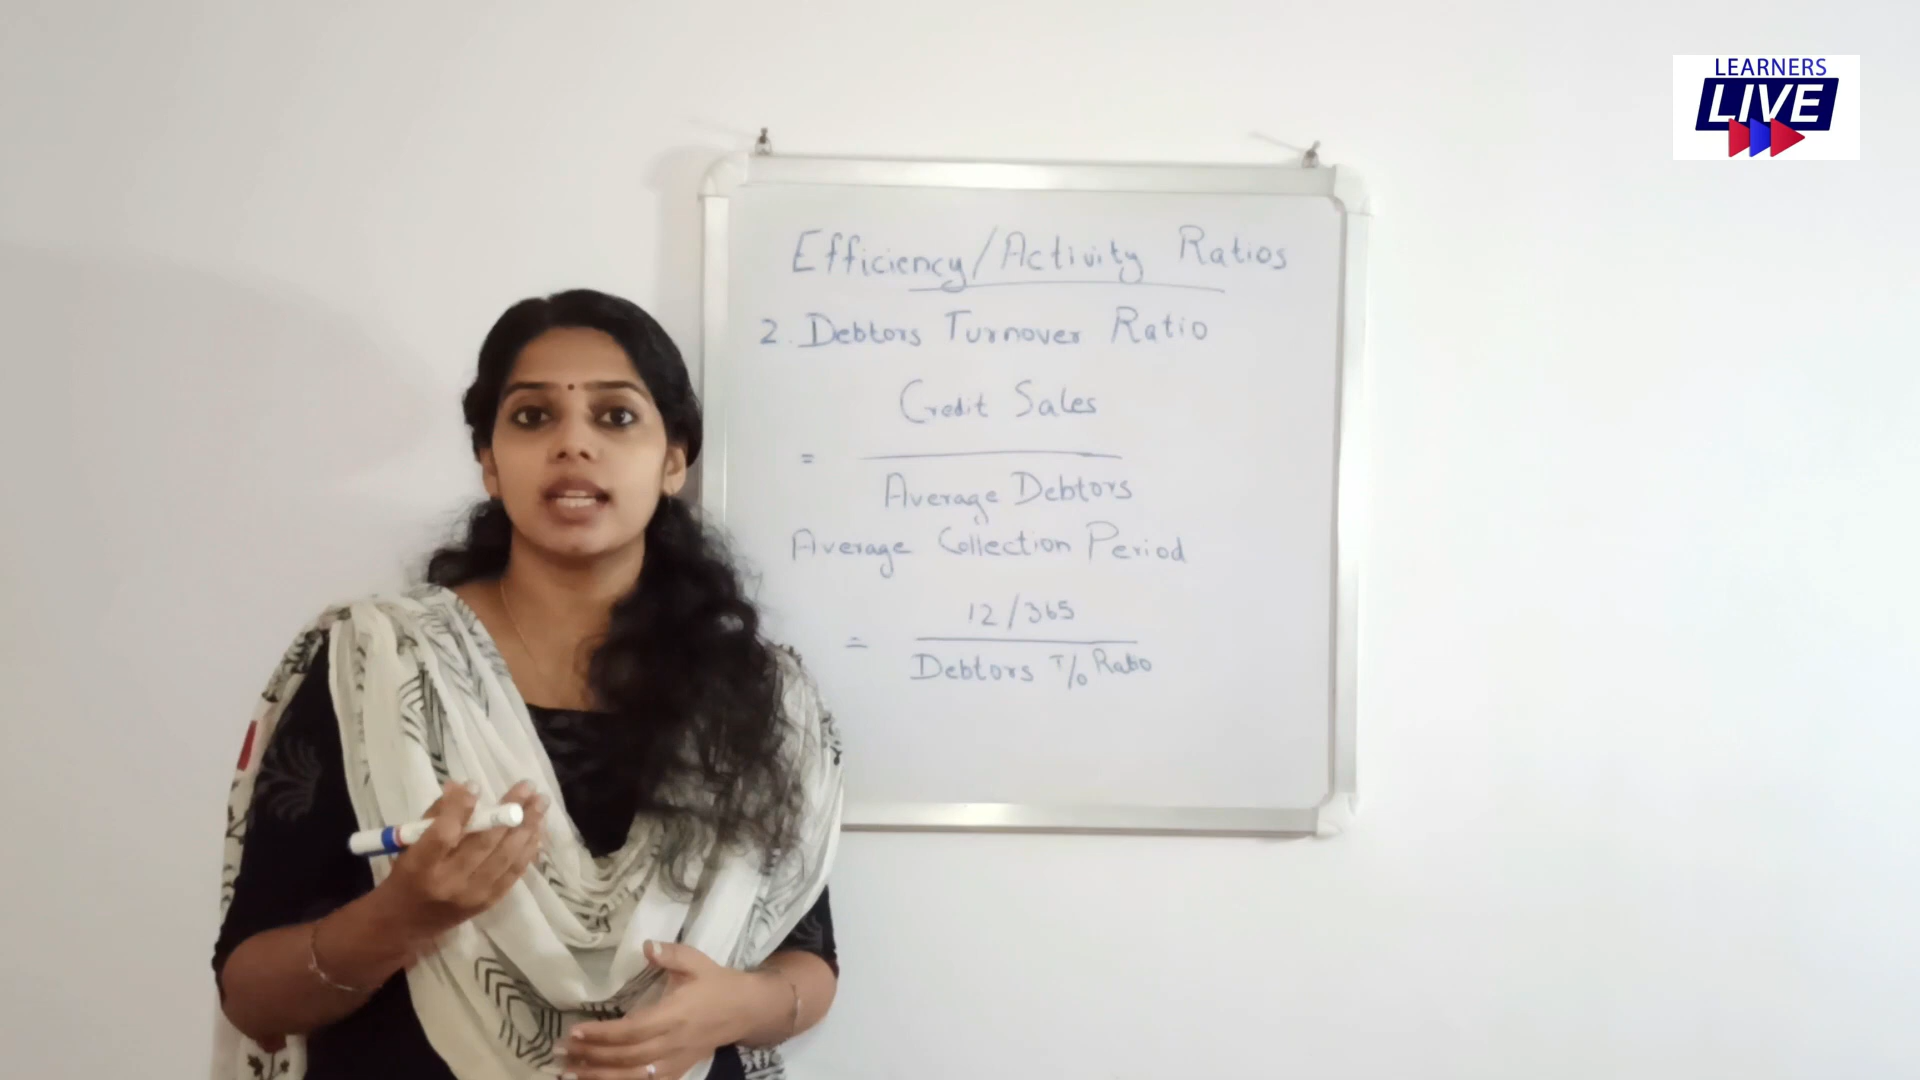 LEARNERS
LIVE
Efficiency/Activity Ratios
2. Debtors Turnover Ratio
Credit Sales
=
Average Debtors
Average Collection Period
12/365
=
Debtors T/o Ratio